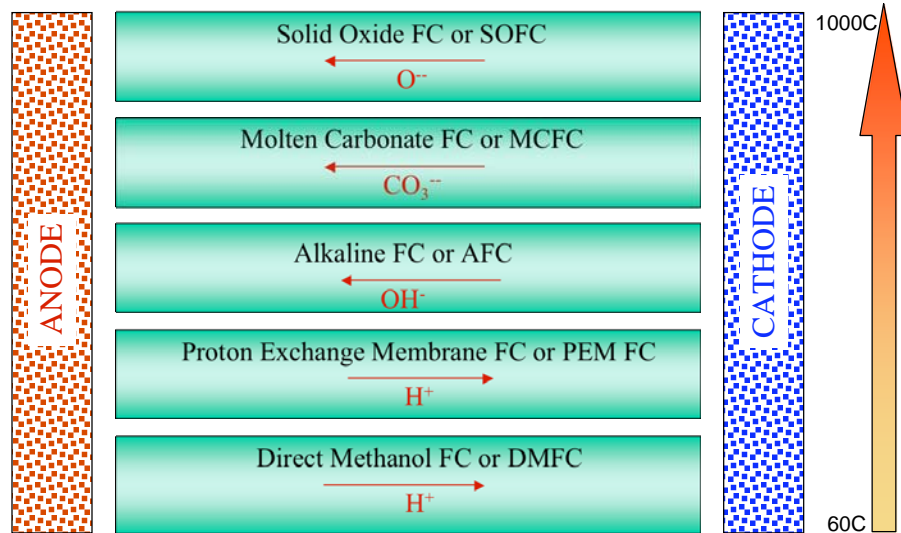 Solid Oxide FC or SOFC
O⁻⁻
1000C
Molten Carbonate FC or MCFC
CO₃⁻⁻
ANODE
CATHODE
Alkaline FC or AFC
OH⁻
Proton Exchange Membrane FC or PEM FC
H⁺
Direct Methanol FC or DMFC
H⁺
60C